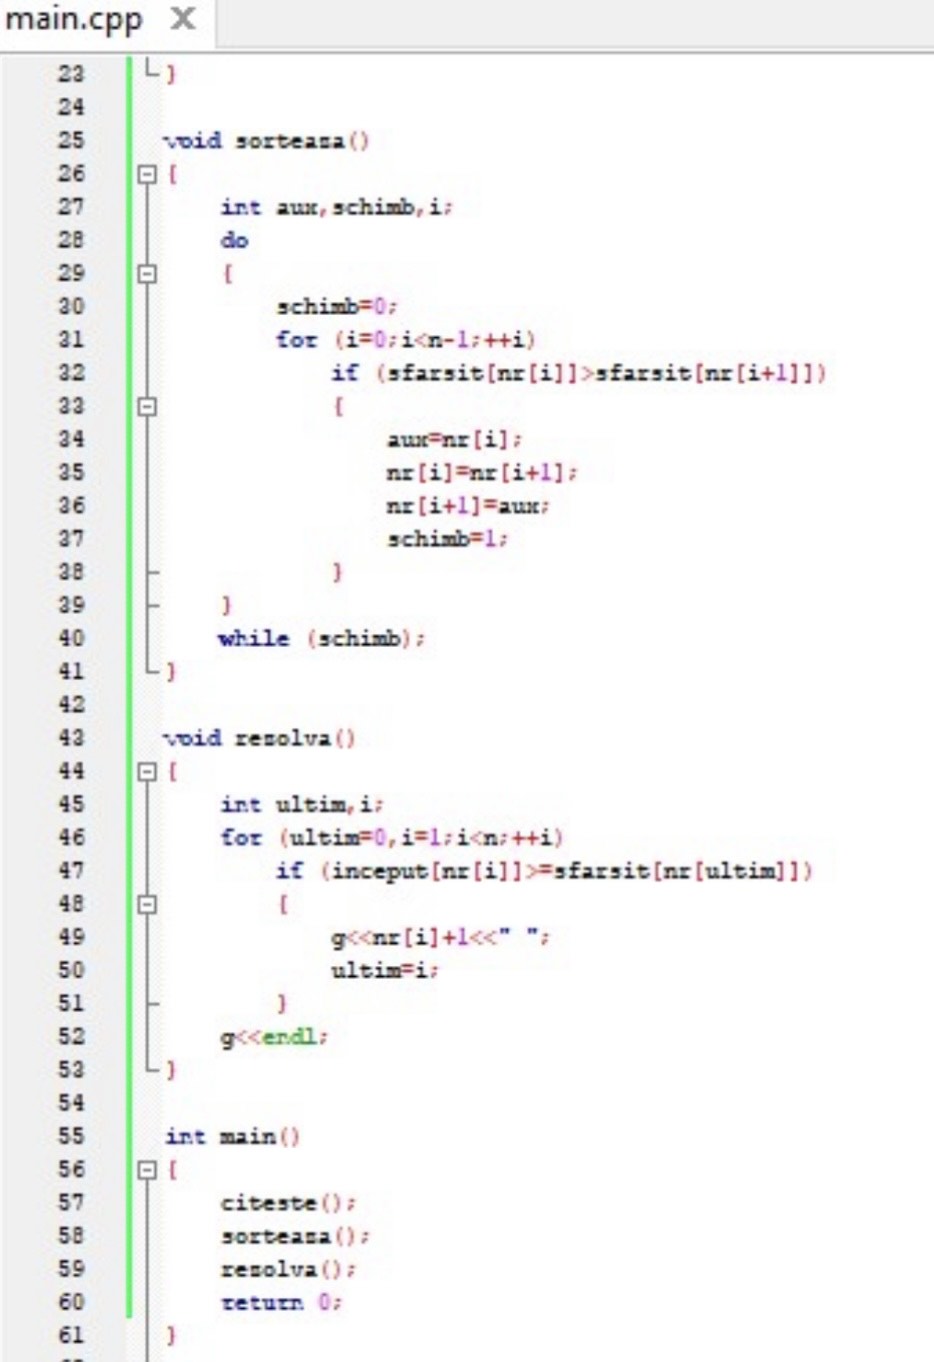 main.cpp X
23 }
24
25 void sorteaza()
26 {
27 int aux,schimb,i;
28 do
29 {
30 schimb=0;
31 for (i=0;i<n-1;++i)
32 if (sfarsit[nr[i]]>sfarsit[nr[i+1]])
33 {
34 aux=nr[i];
35 nr[i]=nr[i+1];
36 nr[i+1]=aux;
37 schimb=1;
38 }
39 }
40 while (schimb);
41 }
42
43 void rezolva()
44 {
45 int ultim,i;
46 for (ultim=0,i=1;i<n;++i)
47 if (inceput[nr[i]]>=sfarsit[nr[ultim]])
48 {
49 g<<nr[i]+1<<" ";
50 ultim=i;
51 }
52 g<<endl;
53 }
54
55 int main()
56 {
57 citeste();
58 sorteaza();
59 rezolva();
60 return 0;
61 }